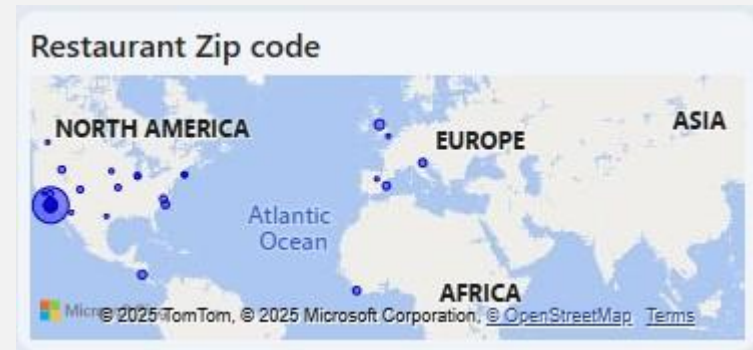 Restaurant Zip code
NORTH AMERICA
ASIA
EUROPE
Atlantic
Ocean
AFRICA
© 2025 TomTom, © 2025 Microsoft Corporation, © OpenStreetMap Terms